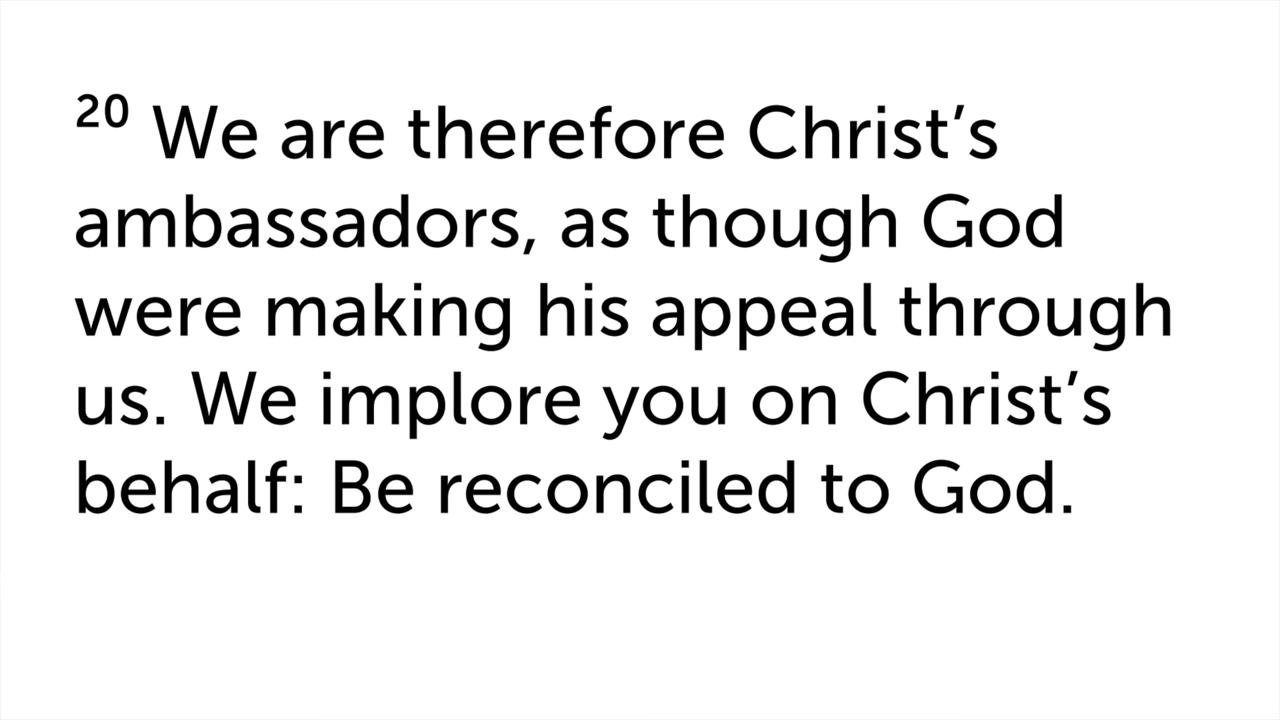 ²⁰ We are therefore Christ’s
ambassadors, as though God
were making his appeal through
us. We implore you on Christ’s
behalf: Be reconciled to God.